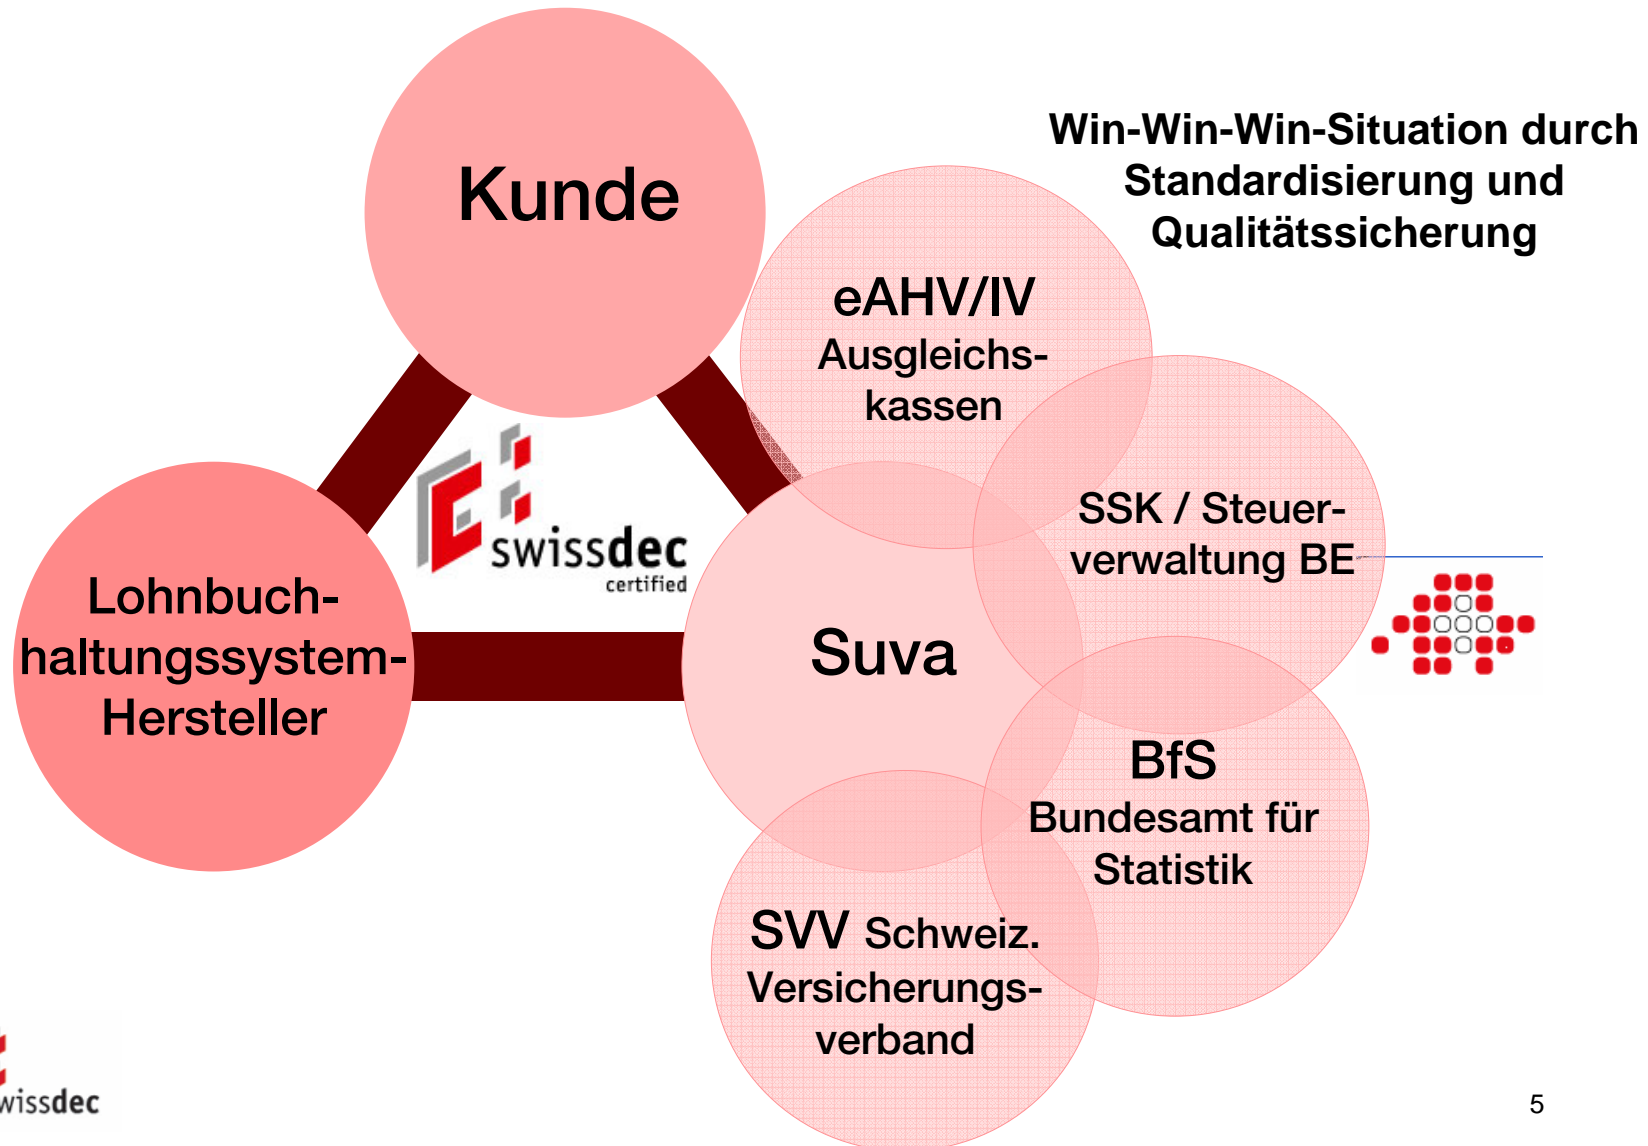 Win-Win-Win-Situation durch
Standardisierung und
Qualitätssicherung
Kunde
eAHV/IV
Ausgleichs-
kassen
SSK / Steuer-
verwaltung BE
swissdec
certified
Lohnbuch-
haltungssystem-
Hersteller
Suva
BfS
Bundesamt für
Statistik
SVV Schweiz.
Versicherungs-
verband
wissdec
5